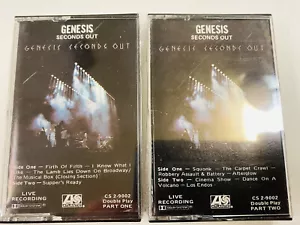 GENESIS
SECONDS OUT
GENESIS SECONDS OUT
Side One — Firth Of Fifth — I Know What I
Like — The Lamb Lies Down On Broadway/
The Musical Box (Closing Section)
Side Two — Supper's Ready
LIVE
RECORDING
ATLANTIC
CS 2-9002
Double Play
PART ONE
GENESIS
SECONDS OUT
GENESIS SECONDS OUT
Side One — Squonk — The Carpet Crawl —
Robbery Assault & Battery — Afterglow
Side Two — Cinema Show — Dance On A
Volcano — Los Endos
LIVE
RECORDING
ATLANTIC
CS 2-9002
Double Play
PART TWO